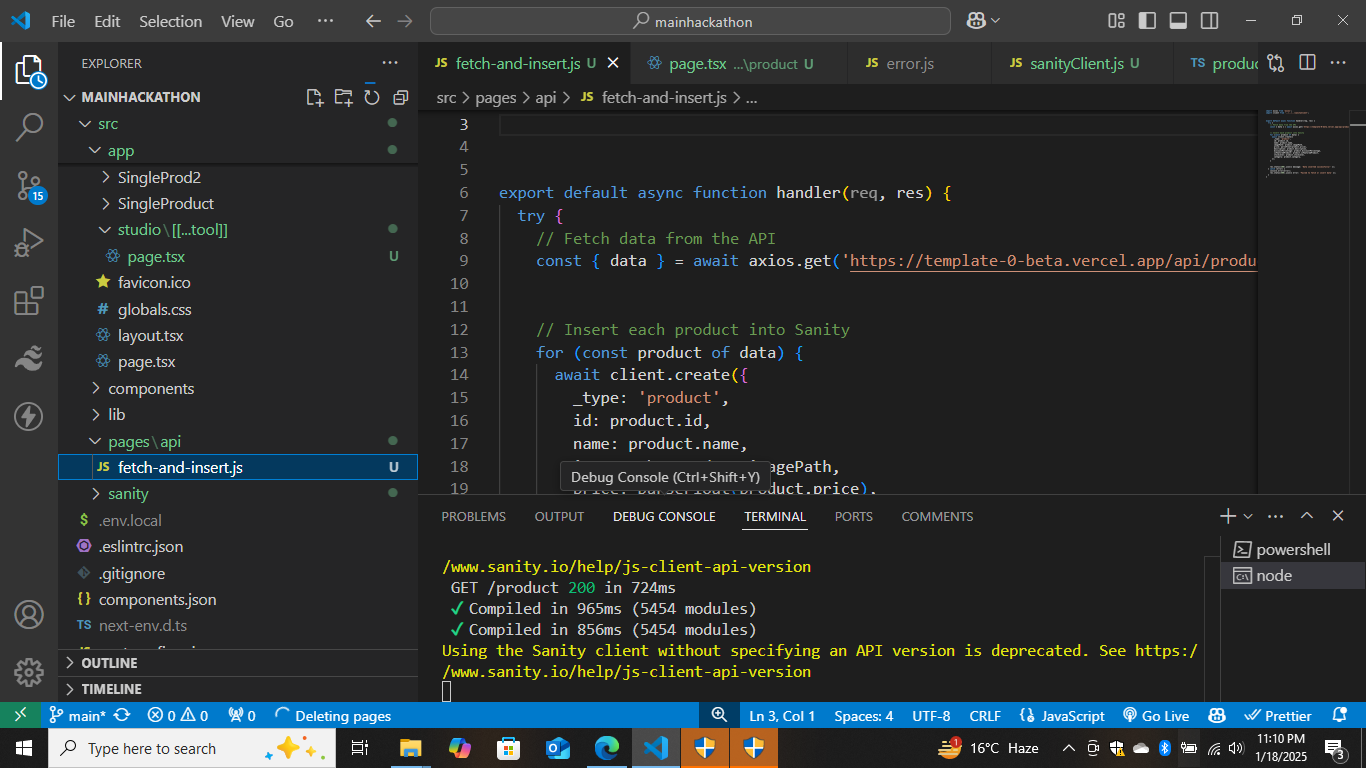 File Edit Selection View Go ··· mainhackathon
EXPLORER ···
MAINHACKATHON
src
app
SingleProd2
SingleProduct
studio\[[...tool]]
page.tsx U
favicon.ico
# globals.css
layout.tsx
page.tsx
components
lib
pages\api
JS fetch-and-insert.js U
sanity
$ .env.local
.eslintrc.json
.gitignore
{} components.json
TS next-env.d.ts
OUTLINE
TIMELINE
15
JS fetch-and-insert.js U
page.tsx ...\product U
JS error.js
JS sanityClient.js U
TS produc
src > pages > api > JS fetch-and-insert.js > ...
3
4
5
6 export default async function handler(req, res) {
7 try {
8 // Fetch data from the API
9 const { data } = await axios.get('https://template-0-beta.vercel.app/api/produ
10
11
12 // Insert each product into Sanity
13 for (const product of data) {
14 await client.create({
15 _type: 'product',
16 id: product.id,
17 name: product.name,
18 agePath,
19 price: parseFloat(product.price),
Debug Console (Ctrl+Shift+Y)
PROBLEMS OUTPUT DEBUG CONSOLE TERMINAL PORTS COMMENTS
/www.sanity.io/help/js-client-api-version
GET /product 200 in 724ms
✓ Compiled in 965ms (5454 modules)
✓ Compiled in 856ms (5454 modules)
Using the Sanity client without specifying an API version is deprecated. See https:/
/www.sanity.io/help/js-client-api-version
powershell
node
main* 0 0 0 Deleting pages Ln 3, Col 1 Spaces: 4 UTF-8 CRLF {} JavaScript Go Live Prettier
Type here to search 1 16°C Haze 11:10 PM
1/18/2025 3